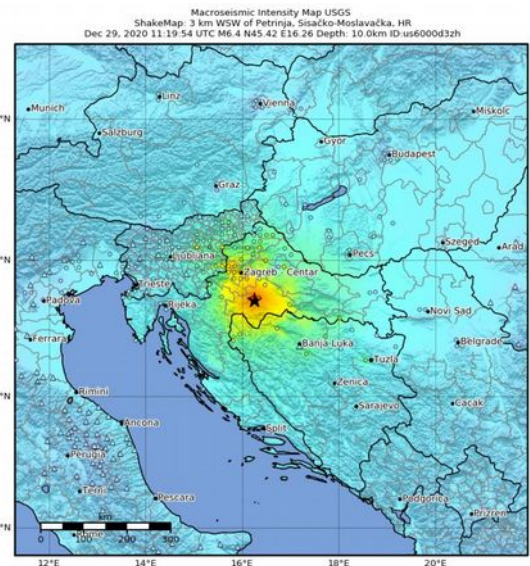 Macroseismic Intensity Map USGS
ShakeMap: 3 km WSW of Petrinja, Sisačko-Moslavačka, HR
Dec 29, 2020 11:19:54 UTC M6.4 N45.42 E16.26 Depth: 10.0km ID:us6000d3zh
Linz
Munich
Vienna
Miskolc
°N
Salzburg
Gyor
Budapest
Graz
Szeged
Arad
Pecs
°N
Ljubljana
Zagreb - Centar
Trieste
Padova
Rijeka
Novi Sad
Ferrara
Banja Luka
Belgrade
Tuzla
Zenica
Rimini
Cacak
°N
Sarajevo
Ancona
Split
Perugia
Terni
Podgorica
Pescara
Prizren
km
°N
0 100 200 300
Rome
12°E 14°E 16°E 18°E 20°E